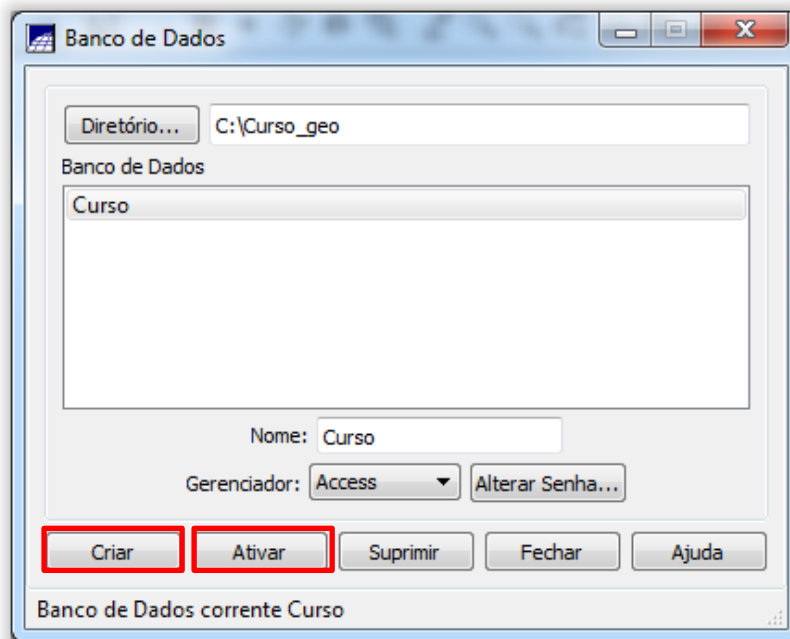 Banco de Dados
Diretório... C:\Curso_geo
Banco de Dados
Curso
Nome: Curso
Gerenciador: Access Alterar Senha...
Criar Ativar Suprimir Fechar Ajuda
Banco de Dados corrente Curso